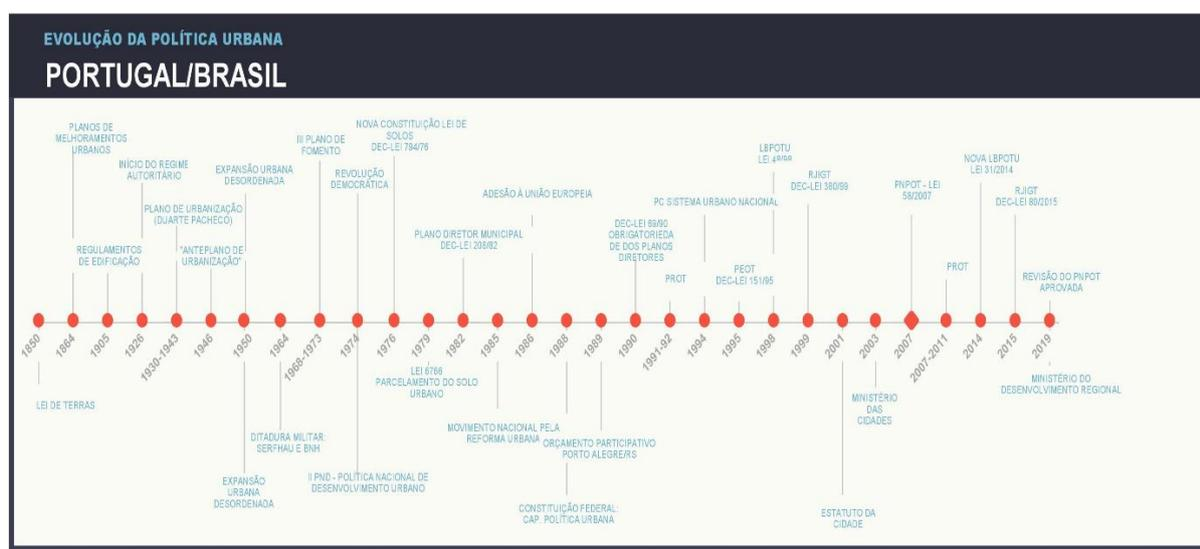 EVOLUÇÃO DA POLÍTICA URBANA
PORTUGAL/BRASIL
PLANOS DE
MELHORAMENTOS
URBANOS
REGULAMENTOS
DE EDIFICAÇÃO
INÍCIO DO REGIME
AUTORITÁRIO
PLANO DE URBANIZAÇÃO
(DUARTE PACHECO)
"ANTEPLANO DE
URBANIZAÇÃO"
EXPANSÃO URBANA
DESORDENADA
III PLANO DE
FOMENTO
REVOLUÇÃO
DEMOCRÁTICA
NOVA CONSTITUIÇÃO LEI DE
SOLOS
DEC-LEI 794/76
PLANO DIRETOR MUNICIPAL
DEC-LEI 208/82
ADESÃO À UNIÃO EUROPEIA
DEC-LEI 69/90
OBRIGATORIEDA
DE DOS PLANOS
DIRETORES
PROT
PC SISTEMA URBANO NACIONAL
PEOT
DEC-LEI 151/95
LBPOTU
LEI 48/98
RJIGT
DEC-LEI 380/99
PNPOT - LEI
58/2007
PROT
NOVA LBPOTU
LEI 31/2014
RJIGT
DEC-LEI 80/2015
REVISÃO DO PNPOT
APROVADA
1850
1864
1905
1926
1930-1943
1946
1950
1964
1968-1973
1974
1976
1979
1982
1985
1986
1988
1989
1990
1991-92
1994
1995
1998
1999
2001
2003
2007
2007-2011
2014
2015
2019
LEI DE TERRAS
EXPANSÃO
URBANA
DESORDENADA
DITADURA MILITAR:
SERFHAU E BNH
II PND - POLÍTICA NACIONAL DE
DESENVOLVIMENTO URBANO
LEI 6766
PARCELAMENTO DO SOLO
URBANO
MOVIMENTO NACIONAL PELA
REFORMA URBANA
CONSTITUIÇÃO FEDERAL:
CAP. POLÍTICA URBANA
ORÇAMENTO PARTICIPATIVO
PORTO ALEGRE/RS
ESTATUTO DA
CIDADE
MINISTÉRIO
DAS
CIDADES
MINISTÉRIO DO
DESENVOLVIMENTO REGIONAL